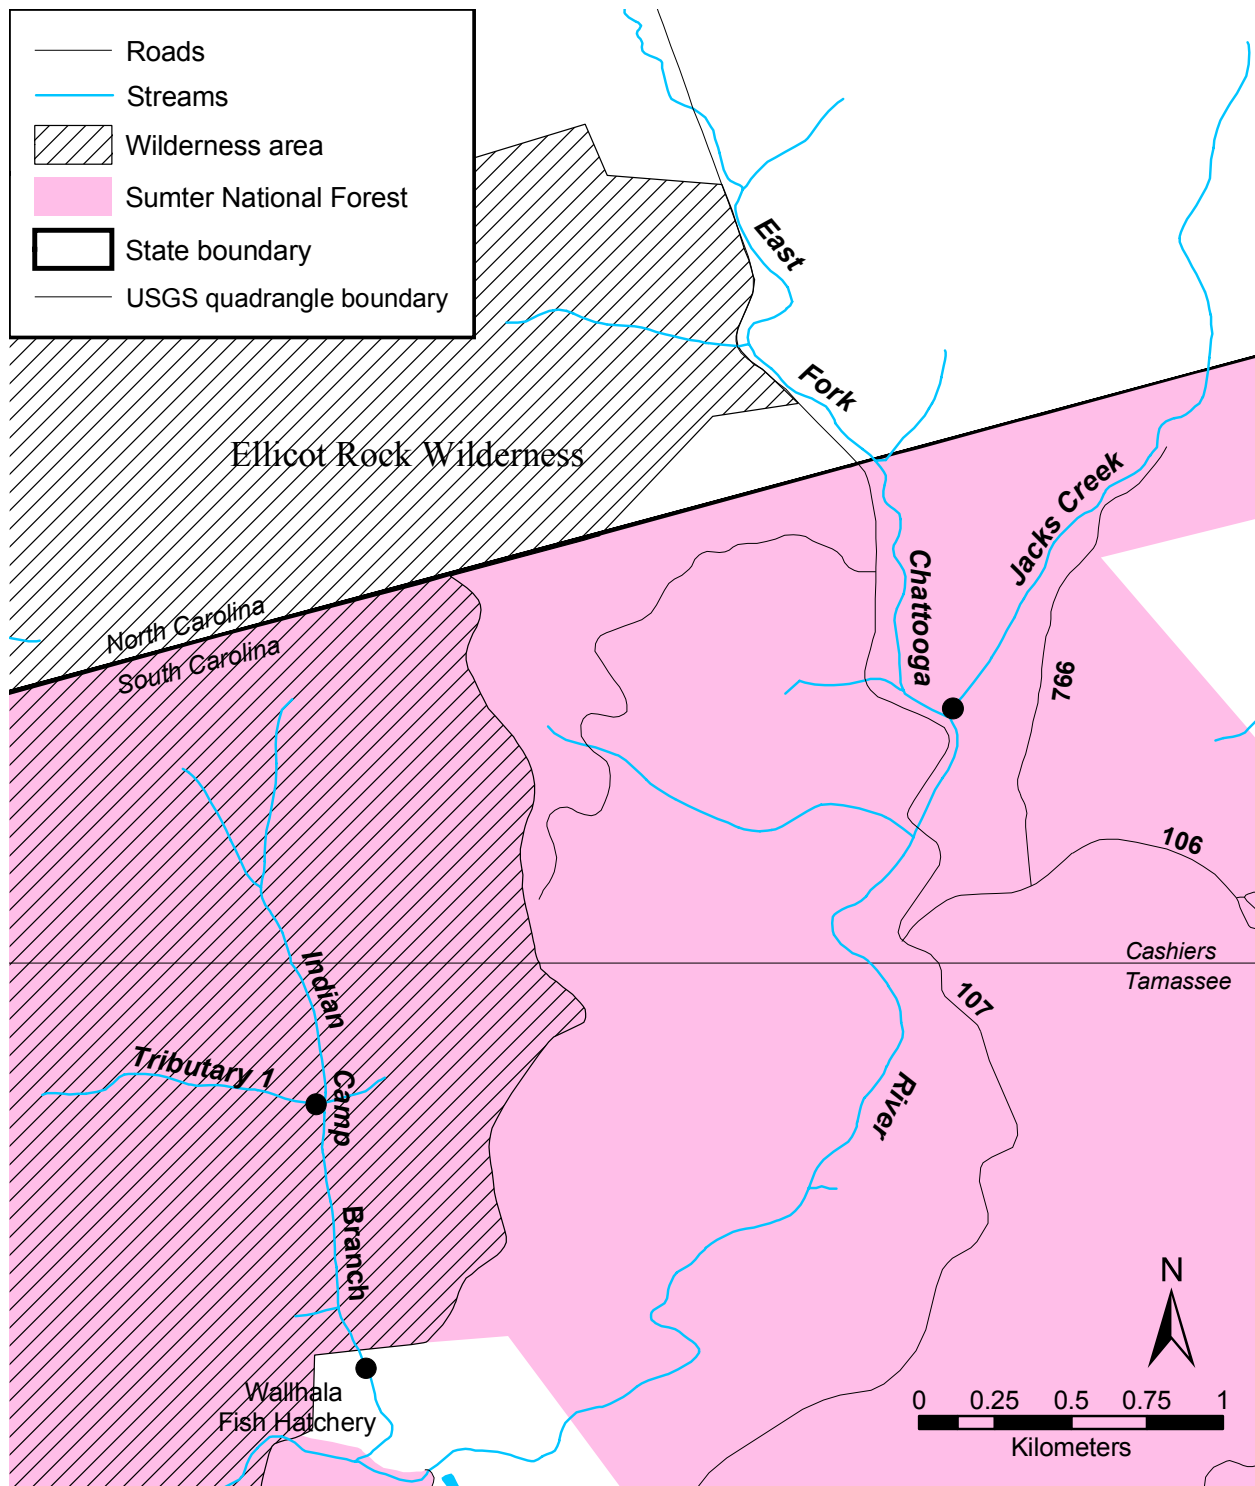 Roads
Streams
Wilderness area
Sumter National Forest
State boundary
USGS quadrangle boundary
East
Fork
Ellicot Rock Wilderness
Jacks Creek
Chattooga
North Carolina
South Carolina
766
106
Cashiers
Tamassee
Indian
107
Tributary 1
Camp
River
Branch
N
Wallhala
Fish Hatchery
0 0.25 0.5 0.75 1
Kilometers